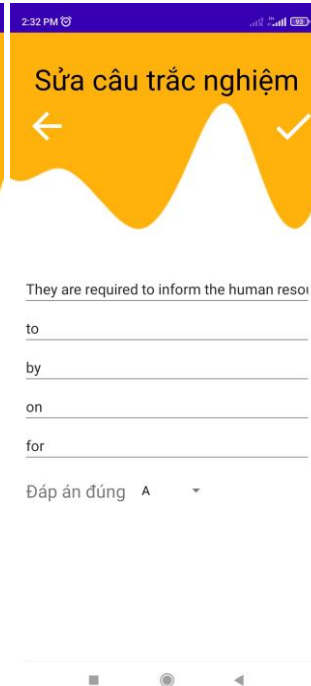 2:32 PM
93
Sửa câu trắc nghiệm
They are required to inform the human
to
by
on
for
Đáp án đúng A